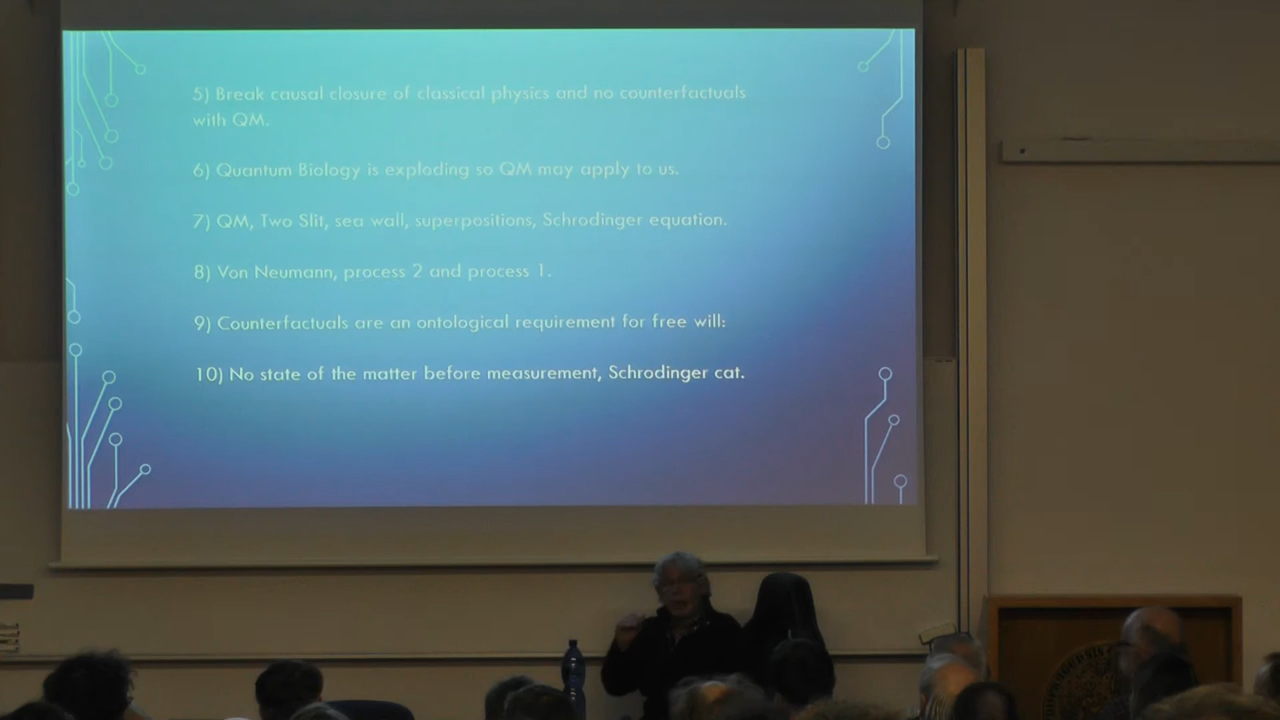 5) Break causal closure of classical physics and no counterfactuals
with QM.
6) Quantum Biology is exploding so QM may apply to us.
7) QM, Two Slit, sea wall, superpositions, Schrodinger equation.
8) Von Neumann, process 2 and process 1.
9) Counterfactuals are an ontological requirement for free will:
10) No state of the matter before measurement, Schrodinger cat.